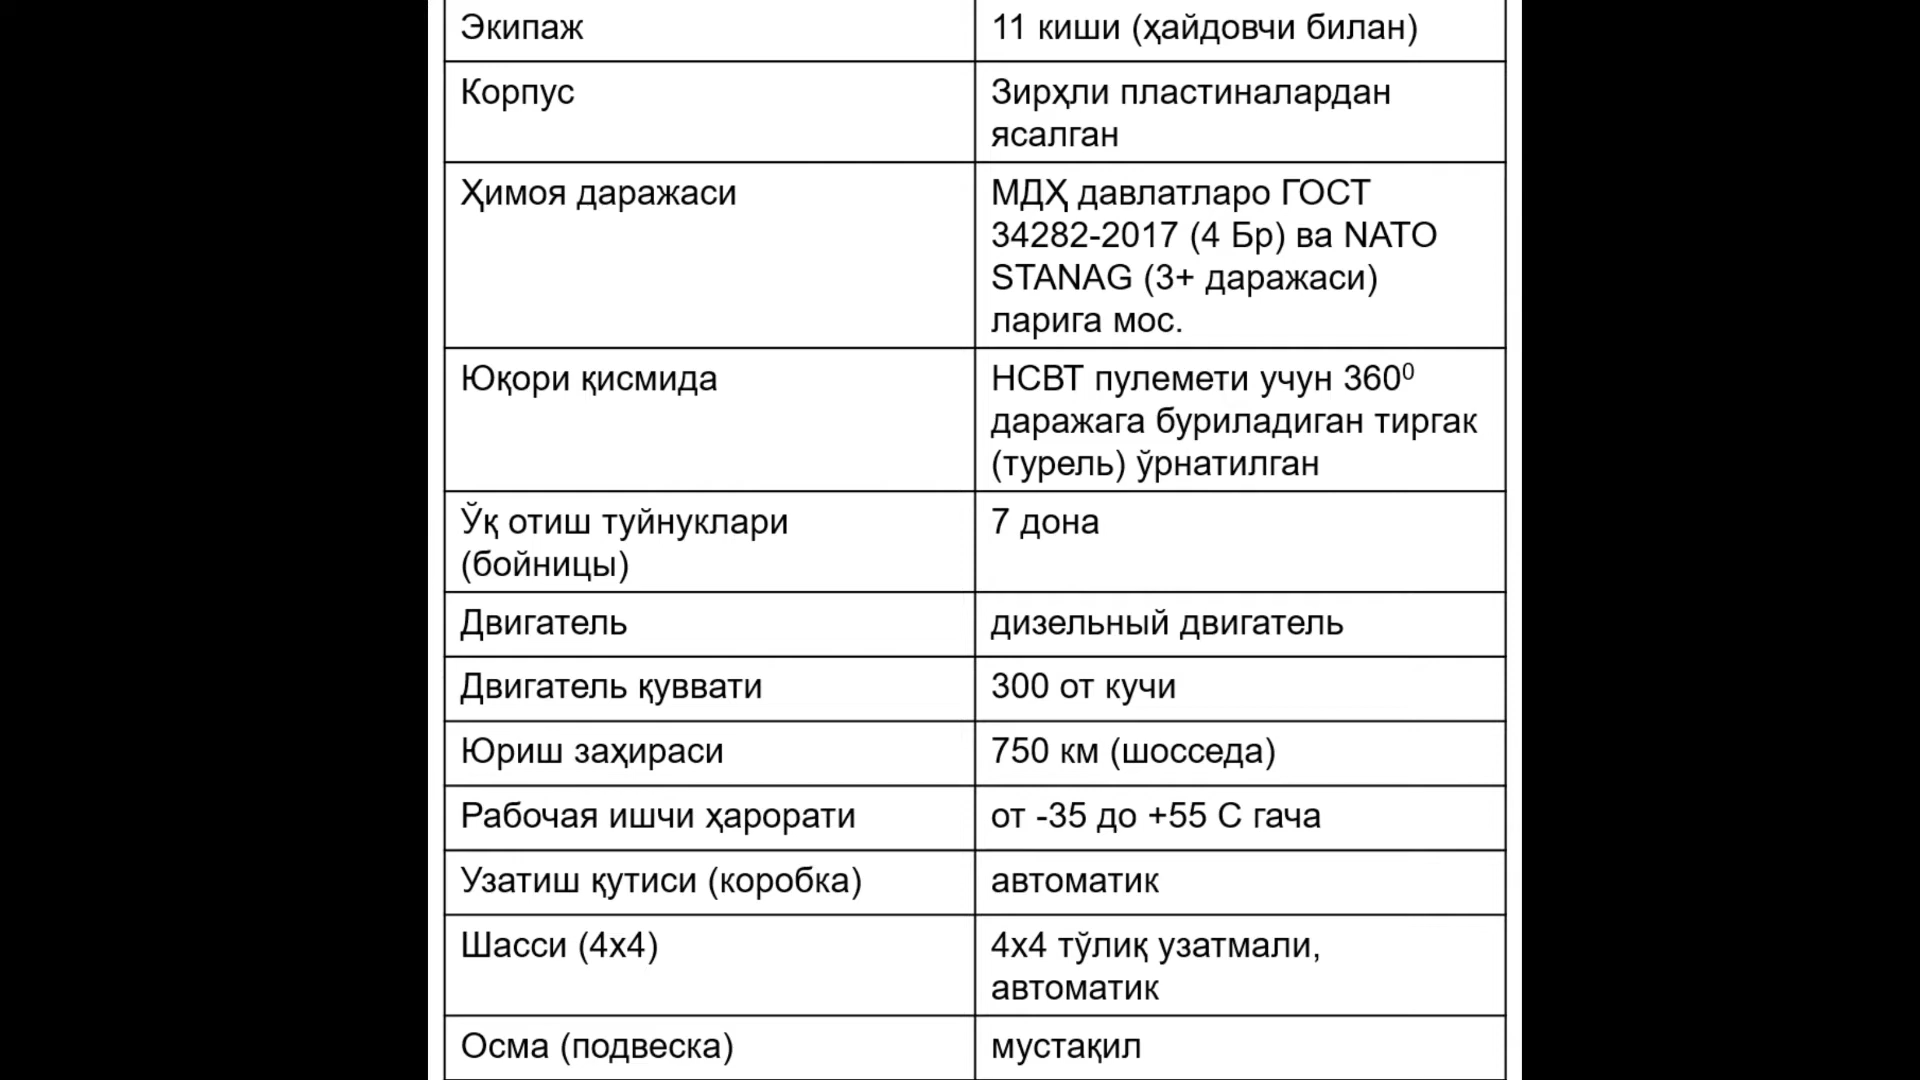 Экипаж
11 киши (ҳайдовчи билан)
Корпус
Зирҳли пластиналардан
ясалган
Ҳимоя даражаси
МДҲ давлатларо ГОСТ
34282-2017 (4 Бр) ва NATO
STANAG (3+ даражаси)
ларига мос.
Юқори қисмида
НСВТ пулемети учун 360⁰
даражага буриладиган тиргак
(турель) ўрнатилган
Ўқ отиш туйнуклари
(бойницы)
7 дона
Двигатель
дизельный двигатель
Двигатель қуввати
300 от кучи
Юриш заҳираси
750 км (шосседа)
Рабочая ишчи ҳарорати
от -35 до +55 С гача
Узатиш қутиси (коробка)
автоматик
Шасси (4х4)
4х4 тўлиқ узатмали,
автоматик
Осма (подвеска)
мустақил